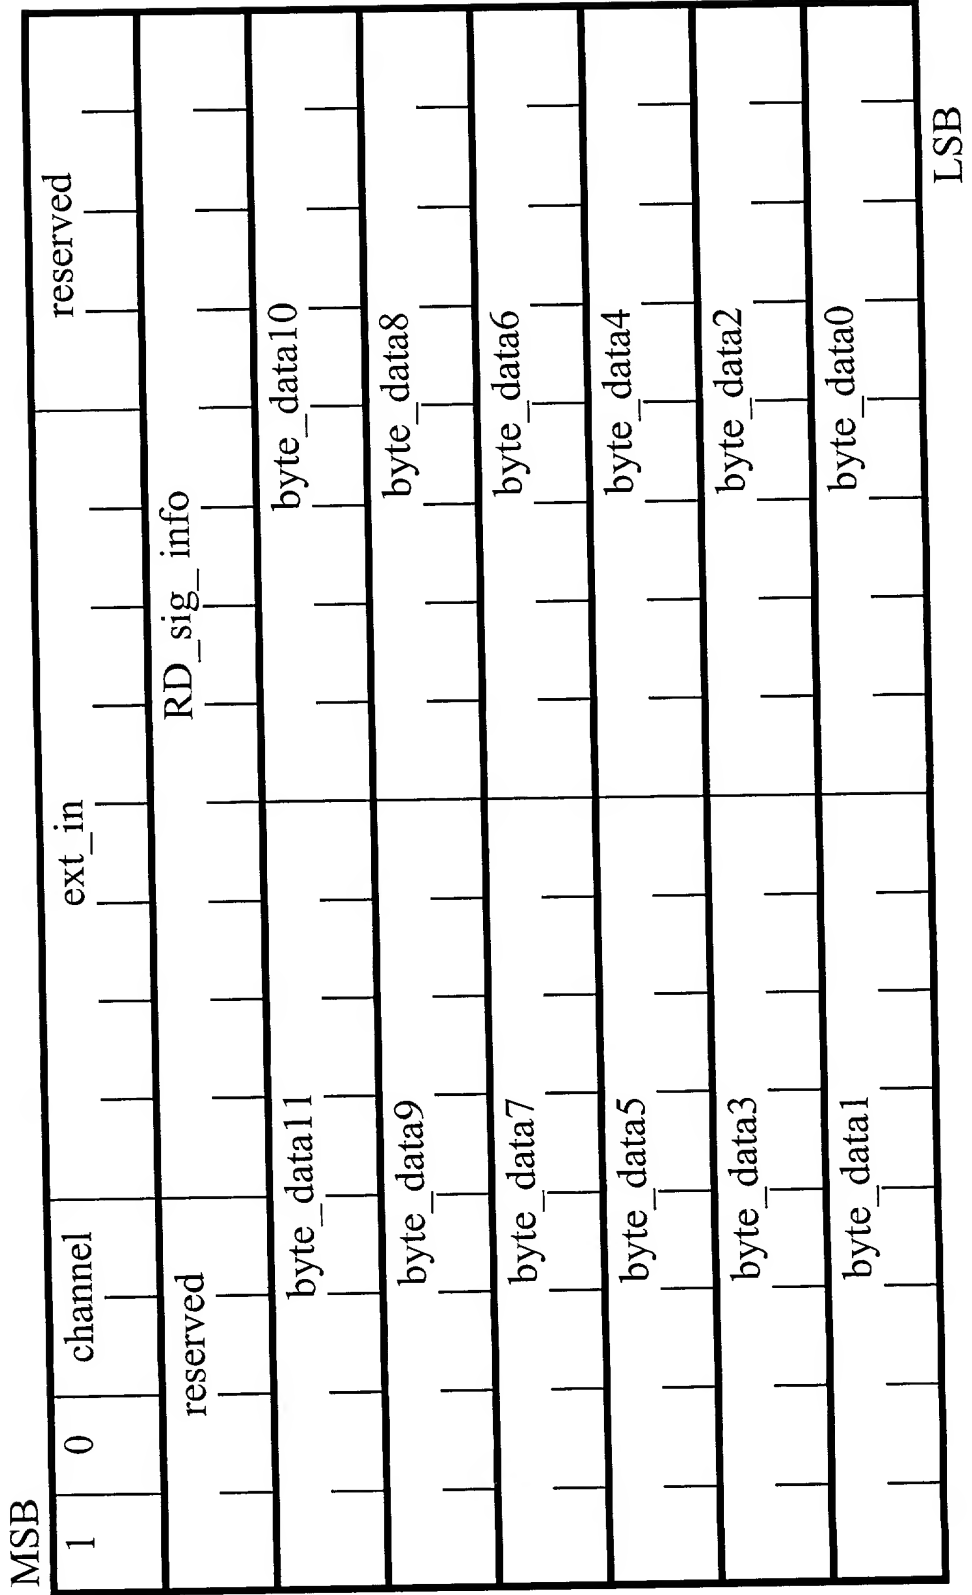 MSB
1 0 channel ext_in reserved
reserved RD_sig_info
byte_data11 byte_data10
byte_data9 byte_data8
byte_data7 byte_data6
byte_data5 byte_data4
byte_data3 byte_data2
byte_data1 byte_data0
LSB